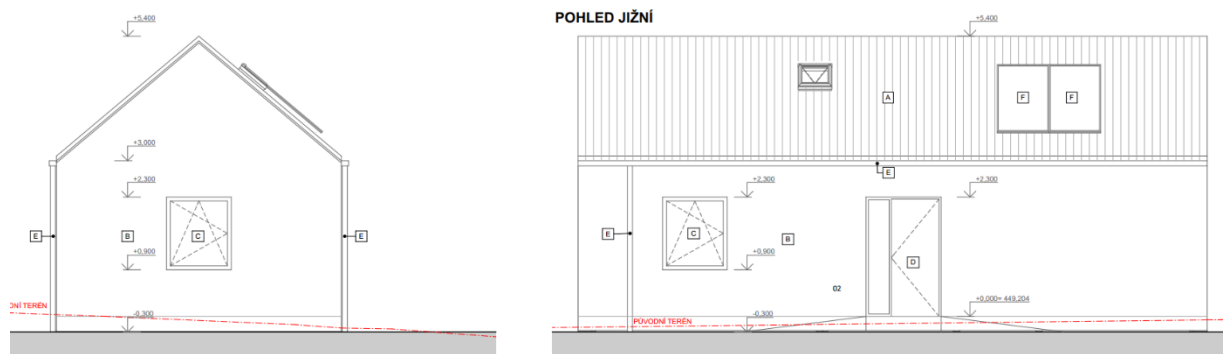 +5,400
+3,000
+2,300
E
B
C
E
+0,900
DNÍ TERÉN
-0,300
POHLED JIŽNÍ
+5,400
A
F
F
E
+2,300
+2,300
E
C
B
+0,900
D
02
+0,000= 449,204
-0,300
PŮVODNÍ TERÉN